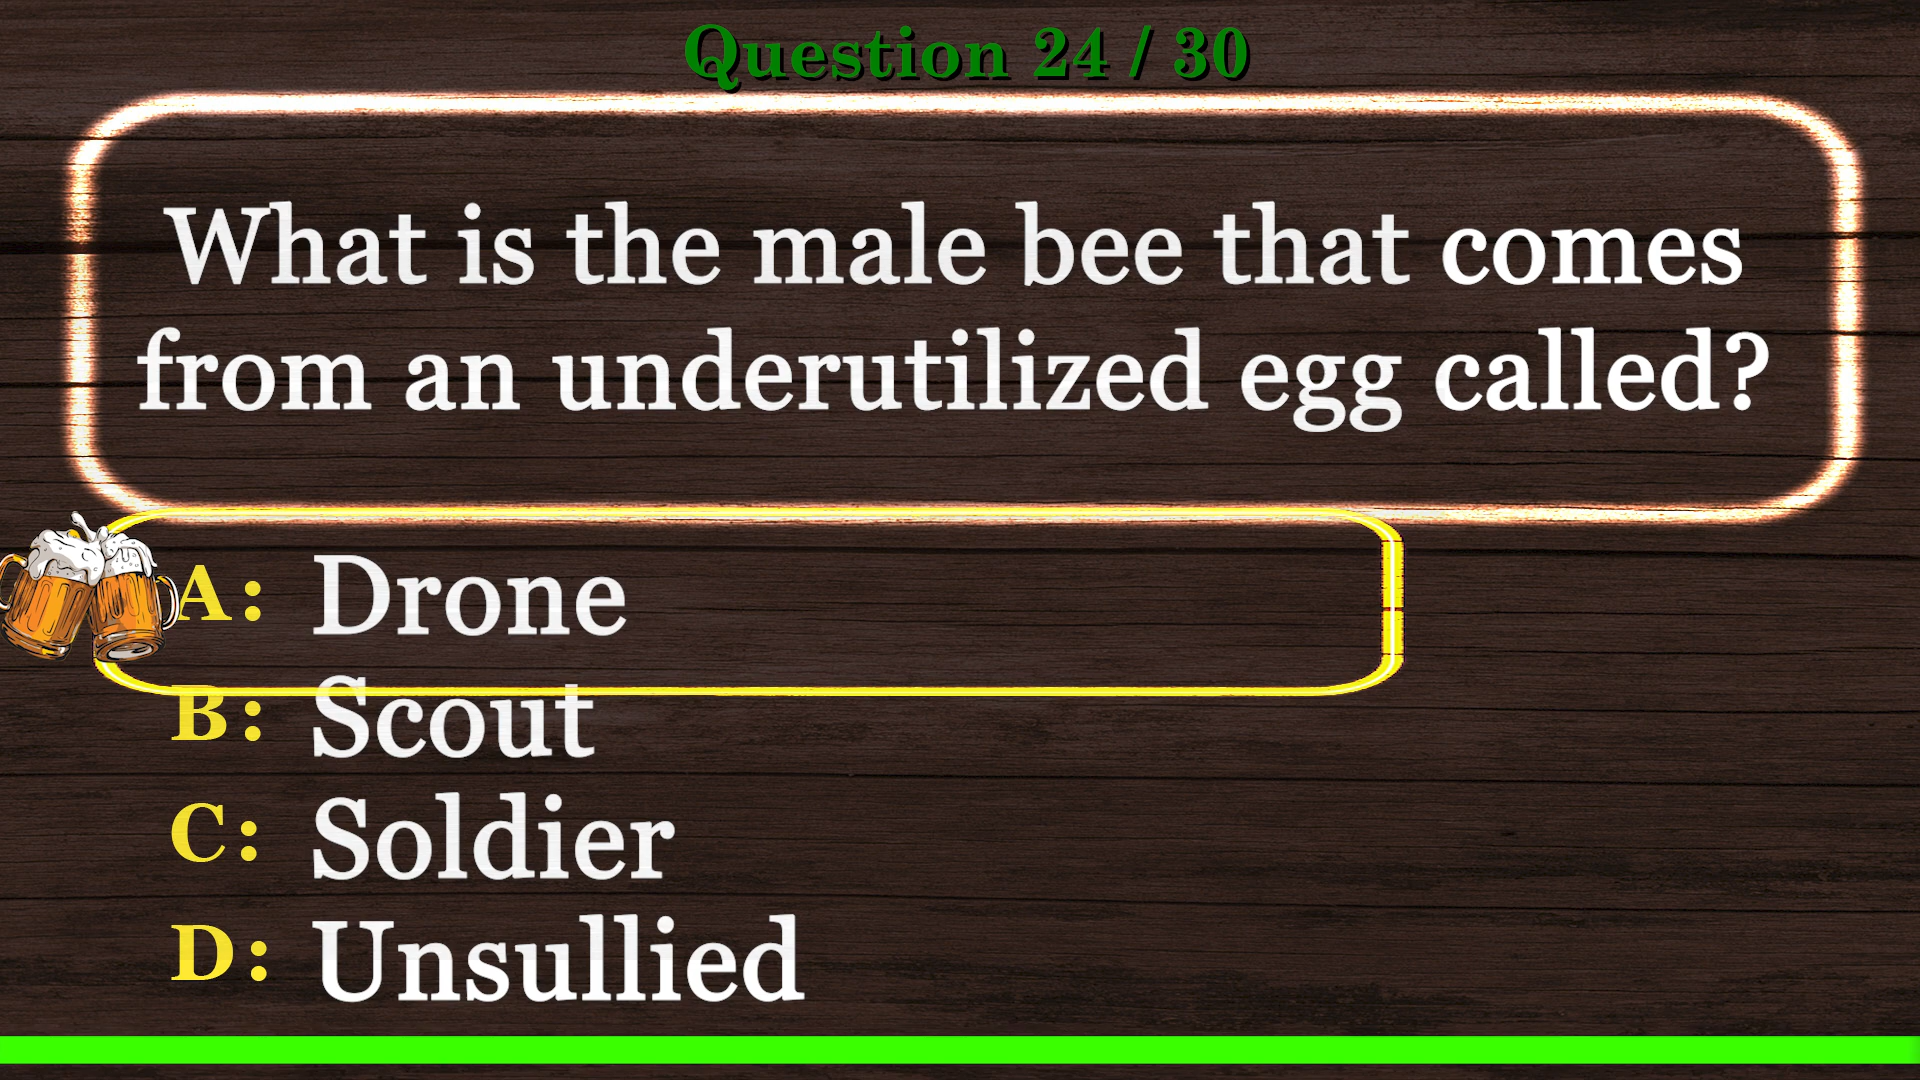 Question 24 / 30
What is the male bee that comes
from an underutilized egg called?
A: Drone
B: Scout
C: Soldier
D: Unsullied